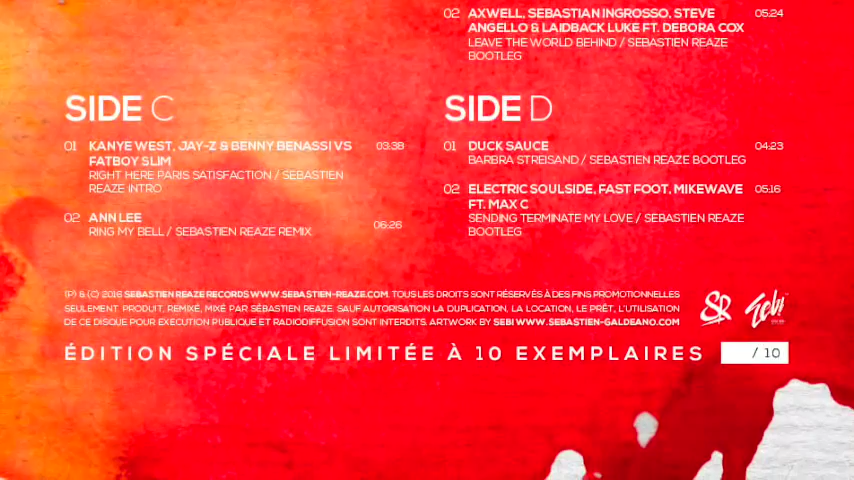 02 AXWELL, SEBASTIAN INGROSSO, STEVE 05:24
ANGELLO & LAIDBACK LUKE FT. DEBORA COX
LEAVE THE WORLD BEHIND / SEBASTIEN REAZE
BOOTLEG
SIDE C
01 KANYE WEST, JAY-Z & BENNY BENASSI VS 03:38
FATBOY SLIM
RIGHT HERE PARIS SATISFACTION / SEBASTIEN
REAZE INTRO
02 ANN LEE
RING MY BELL / SEBASTIEN REAZE REMIX 06:26
SIDE D
01 DUCK SAUCE 04:23
BARBRA STREISAND / SEBASTIEN REAZE BOOTLEG
02 ELECTRIC SOULSIDE, FAST FOOT, MIKEWAVE 05:16
FT. MAX C
SENDING TERMINATE MY LOVE / SEBASTIEN REAZE
BOOTLEG
(P) & (C) 2016 SEBASTIEN REAZE RECORDS WWW.SEBASTIEN-REAZE.COM. TOUS LES DROITS SONT RÉSERVÉS À DES FINS PROMOTIONNELLES
SEULEMENT. PRODUIT, REMIXÉ, MIXÉ PAR SÉBASTIEN REAZE. SAUF AUTORISATION LA DUPLICATION, LA LOCATION, LE PRÊT, L'UTILISATION
DE CE DISQUE POUR EXECUTION PUBLIQUE ET RADIODIFFUSION SONT INTERDITS. ARTWORK BY SEBI WWW.SEBASTIEN-GALDEANO.COM
SR
Sebi
ÉDITION SPÉCIALE LIMITÉE À 10 EXEMPLAIRES / 10